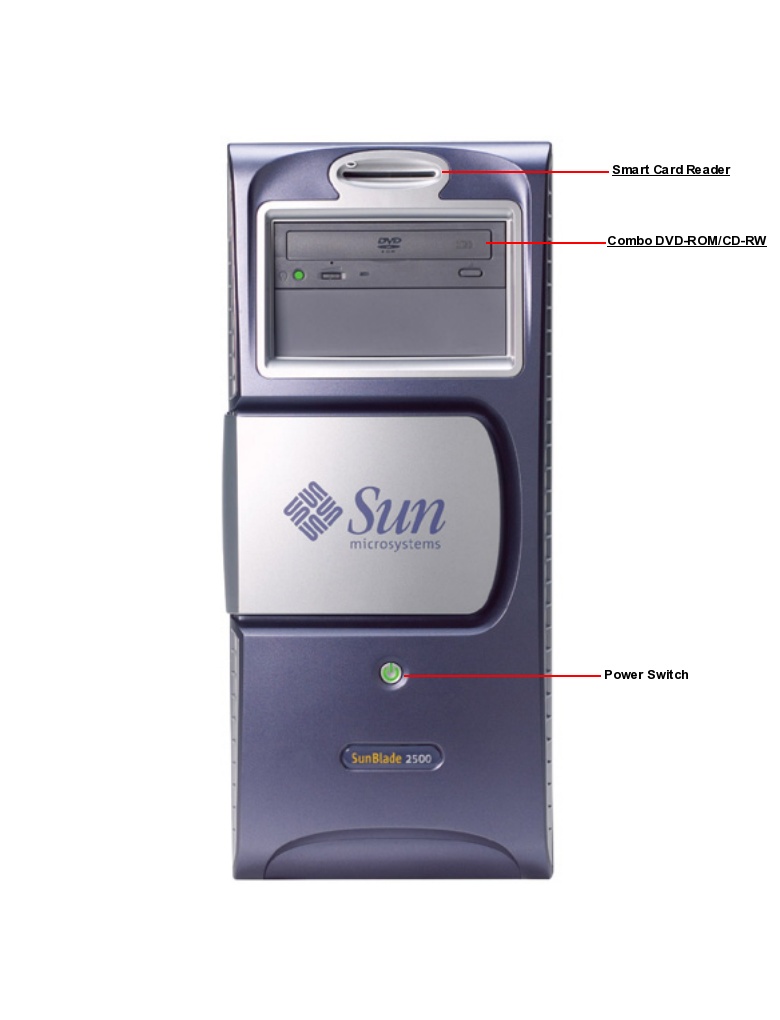 Smart Card Reader
Combo DVD-ROM/CD-RW
DVD
Sun
microsystems
Power Switch
SunBlade 2500